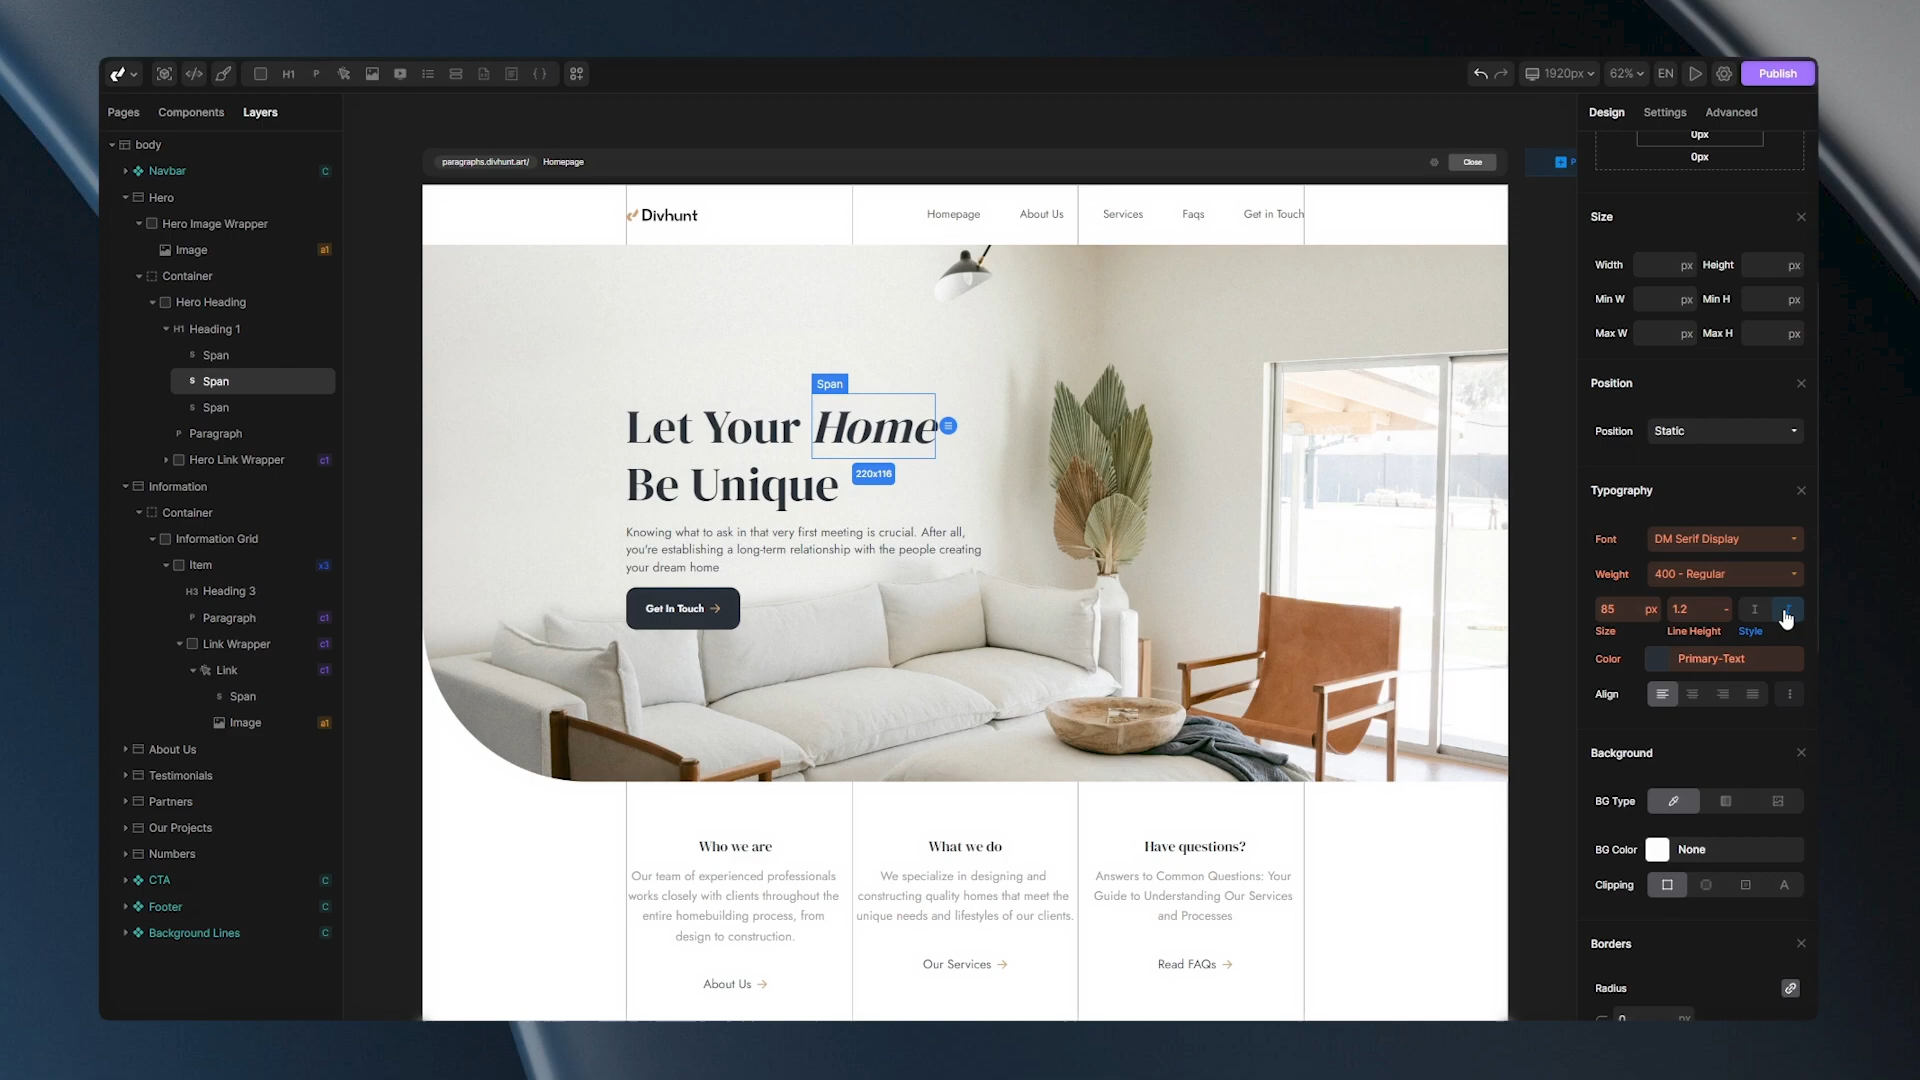 H1
P
1920px
62%
EN
Publish
Pages
Components
Layers
Design
Settings
Advanced
body
Navbar
C
Hero
Hero Image Wrapper
Image
a1
Container
Hero Heading
H1 Heading 1
S Span
S Span
S Span
P Paragraph
Hero Link Wrapper
c1
Information
Container
Information Grid
Item
x3
H3 Heading 3
P Paragraph
c1
Link Wrapper
c1
Link
c1
S Span
Image
a1
About Us
Testimonials
Partners
Our Projects
Numbers
CTA
C
Footer
C
Background Lines
C
paragraphs.divhunt.art/ Homepage
Close
P
Divhunt
Homepage
About Us
Services
Faqs
Get in Touch
Span
Let Your Home
Be Unique
220x116
Knowing what to ask in that very first meeting is crucial. After all,
you're establishing a long-term relationship with the people creating
your dream home
Get In Touch
Who we are
Our team of experienced professionals
works closely with clients throughout the
entire homebuilding process, from
design to construction.
About Us
What we do
We specialize in designing and
constructing quality homes that meet the
unique needs and lifestyles of our clients.
Our Services
Have questions?
Answers to Common Questions: Your
Guide to Understanding Our Services
and Processes
Read FAQs
0px
0px
Size
Width px Height px
Min W px Min H px
Max W px Max H px
Position
Position Static
Typography
Font DM Serif Display
Weight 400 - Regular
85 px 1.2 -
Size Line Height Style
Color Primary-Text
Align
Background
BG Type
BG Color None
Clipping
A
Borders
Radius
0 px